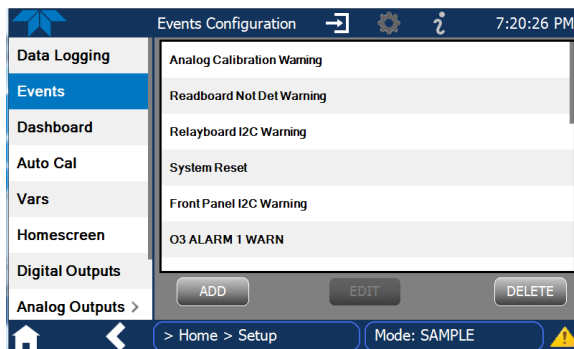 Events Configuration
7:20:26 PM
Data Logging
Events
Dashboard
Auto Cal
Vars
Homescreen
Digital Outputs
Analog Outputs >
Analog Calibration Warning
Readboard Not Det Warning
Relayboard I2C Warning
System Reset
Front Panel I2C Warning
O3 ALARM 1 WARN
ADD
EDIT
DELETE
> Home > Setup
Mode: SAMPLE